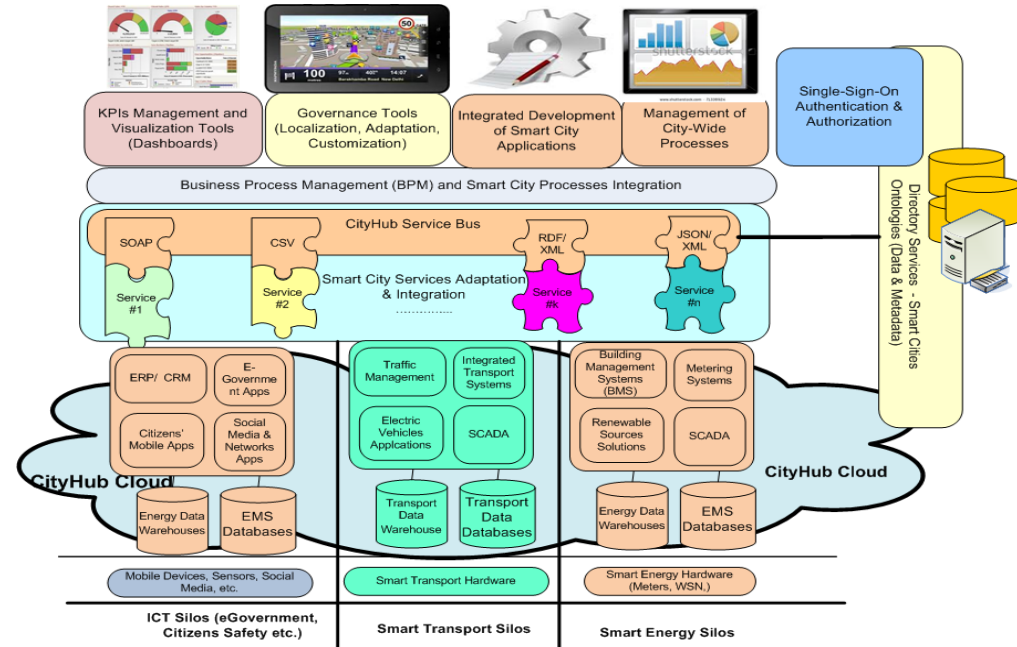 50
100
97
402
14:07
shutterstock
KPIs Management and
Visualization Tools
(Dashboards)
Governance Tools
(Localization, Adaptation,
Customization)
Integrated Development
of Smart City
Applications
Management of
City-Wide
Processes
Single-Sign-On
Authentication &
Authorization
Business Process Management (BPM) and Smart City Processes Integration
CityHub Service Bus
SOAP
CSV
RDF/
XML
JSON/
XML
Smart City Services Adaptation
& Integration
Service
#1
Service
#2
Service
#k
Service
#n
Directory Services - Smart Cities
Ontologies (Data & Metadata)
ERP/ CRM
E-
Governme
nt Apps
Citizens'
Mobile Apps
Social
Media &
Networks
Apps
Traffic
Management
Integrated
Transport
Systems
Electric
Vehicles
Applcations
SCADA
Building
Management
Systems
(BMS)
Metering
Systems
Renewable
Sources
Solutions
SCADA
CityHub Cloud
CityHub Cloud
Energy Data
Warehouses
EMS
Databases
Transport
Data
Warehouse
Transport
Data
Databases
Energy Data
Warehouses
EMS
Databases
Mobile Devices, Sensors, Social
Media, etc.
Smart Transport Hardware
Smart Energy Hardware
(Meters, WSN,)
ICT Silos (eGovernment,
Citizens Safety etc.)
Smart Transport Silos
Smart Energy Silos